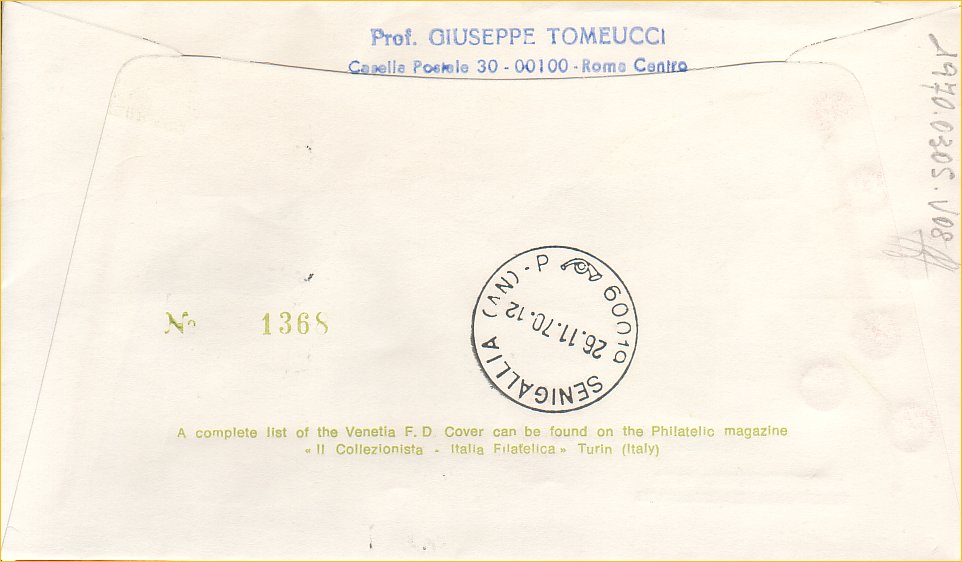 Prof. GIUSEPPE TOMEUCCI
Casella Postale 30 - 00100 - Roma Centro
1970.0305.V08
60019 SENIGALLIA (AN) - P
26.11.70.12
No 1368
A complete list of the Venetia F. D. Cover can be found on the Philatelic magazine
« Il Collezionista - Italia Filatelica » Turin (Italy)